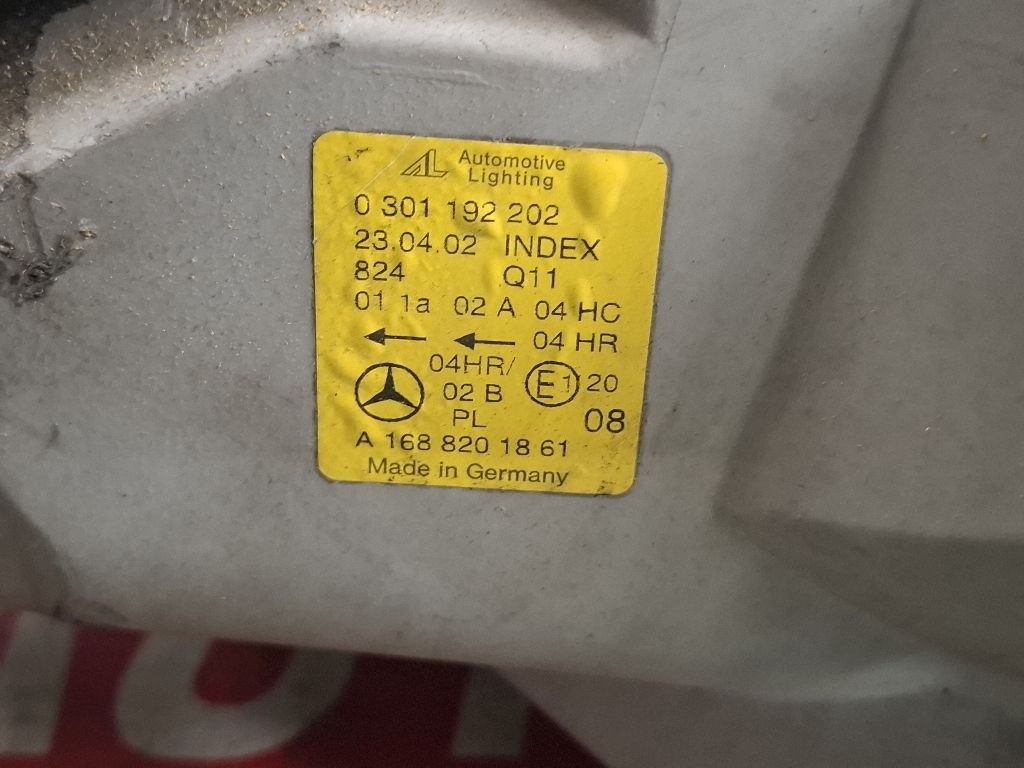 AL Automotive
Lighting
0 301 192 202
23.04.02 INDEX
824 Q11
01 1a 02 A 04 HC
04 HR
04HR/
02 B E1 20
PL 08
A 168 820 18 61
Made in Germany